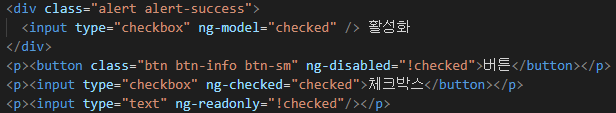 <div class="alert alert-success">
  <input type="checkbox" ng-model="checked" /> 활성화
</div>
<p><button class="btn btn-info btn-sm" ng-disabled="!checked">버튼</button></p>
<p><input type="checkbox" ng-checked="checked">체크박스</button></p>
<p><input type="text" ng-readonly="!checked"/></p>